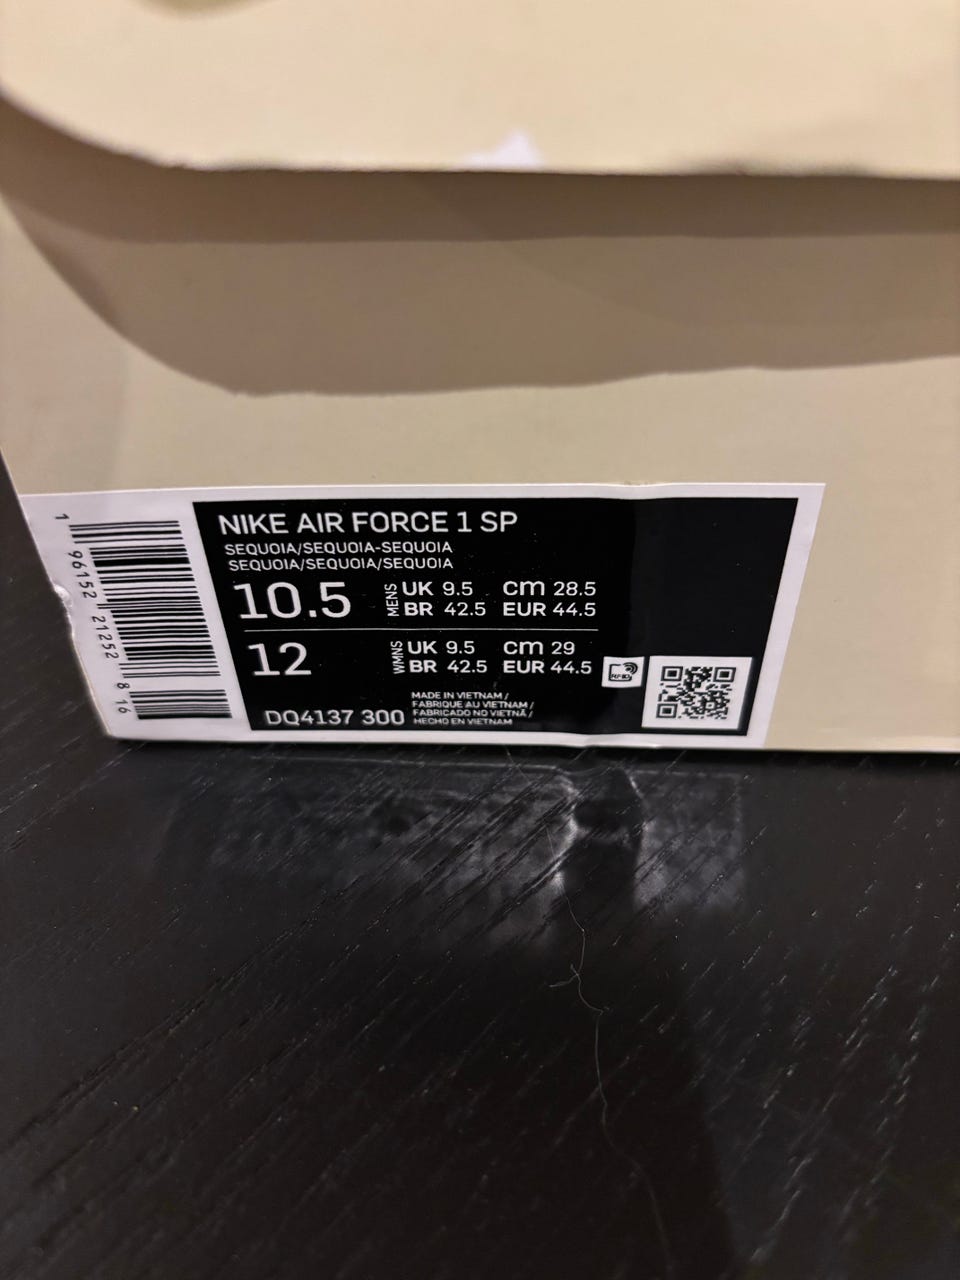 1 96152 21252 8 16
NIKE AIR FORCE 1 SP
SEQUOIA/SEQUOIA-SEQUOIA
SEQUOIA/SEQUOIA/SEQUOIA
10.5 MENS UK 9.5 cm 28.5
BR 42.5 EUR 44.5
12 WMNS UK 9.5 cm 29
BR 42.5 EUR 44.5
MADE IN VIETNAM /
FABRIQUE AU VIETNAM /
FABRICADO NO VIETNÃ /
DQ4137 300 HECHO EN VIETNAM
RFID